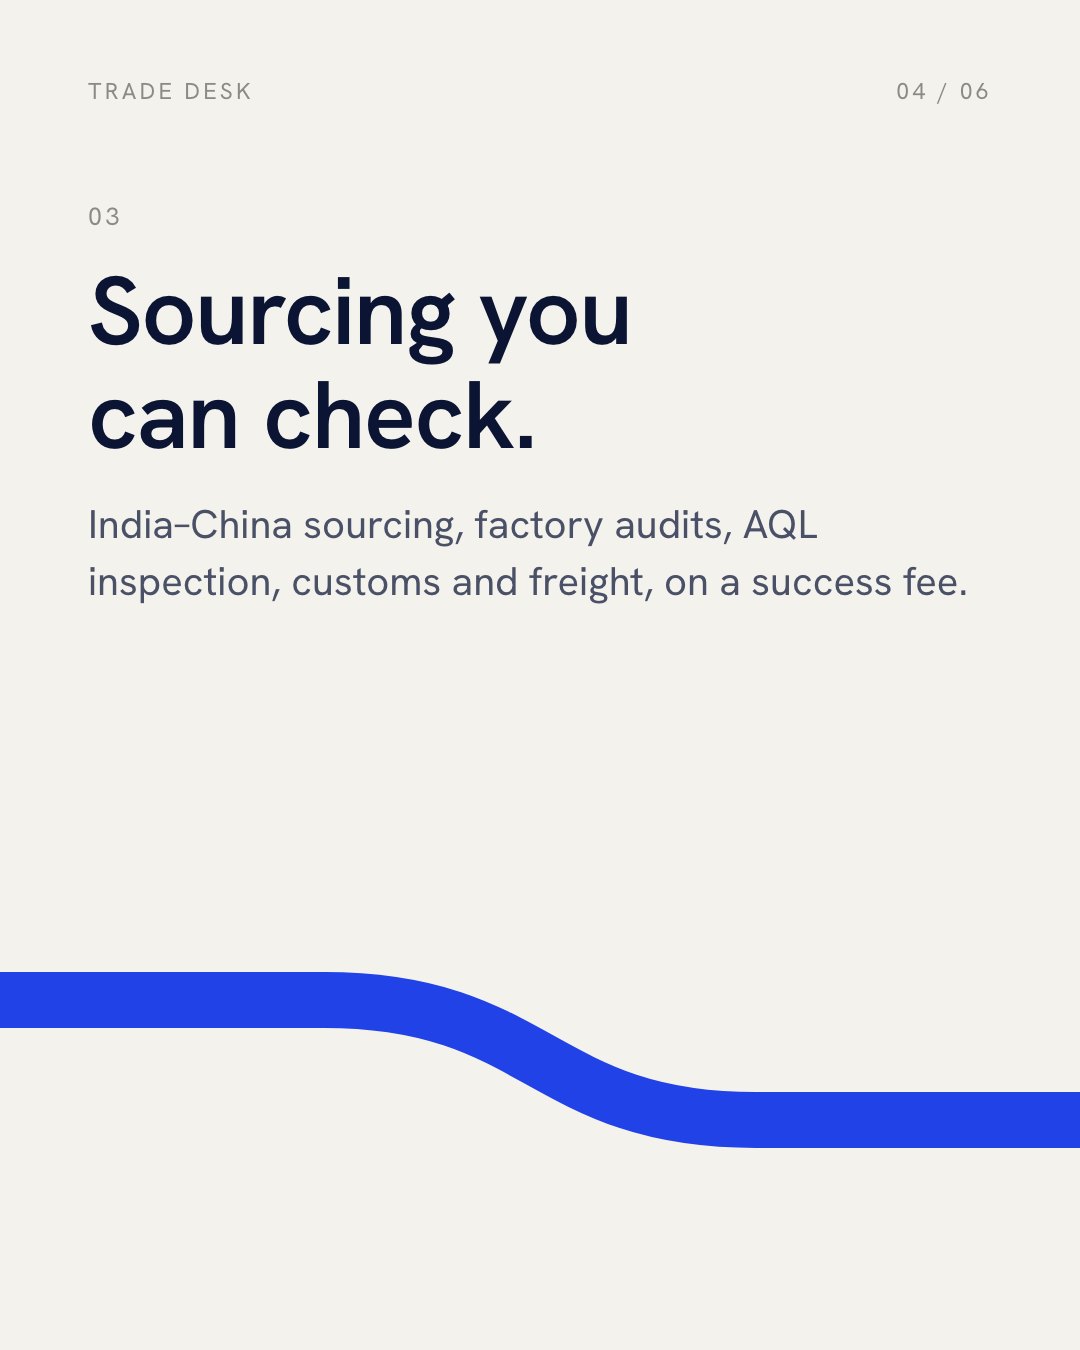 TRADE DESK
04 / 06
03
Sourcing you
can check.
India–China sourcing, factory audits, AQL
inspection, customs and freight, on a success fee.